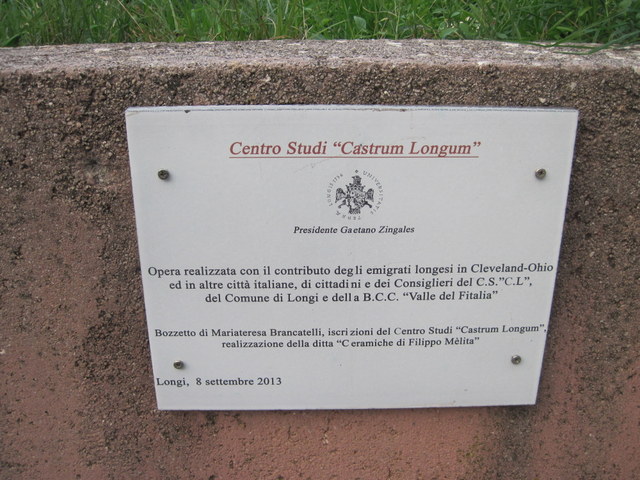 Centro Studi “Castrum Longum”
Presidente Gaetano Zingales
Opera realizzata con il contributo degli emigrati longesi in Cleveland-Ohio
ed in altre città italiane, di cittadini e dei Consiglieri del C.S.”C.L”,
del Comune di Longi e della B.C.C. “Valle del Fitalia”
Bozzetto di Mariateresa Brancatelli, iscrizioni del Centro Studi “Castrum Longum”,
realizzazione della ditta “Ceramiche di Filippo Mèlita”
Longi, 8 settembre 2013